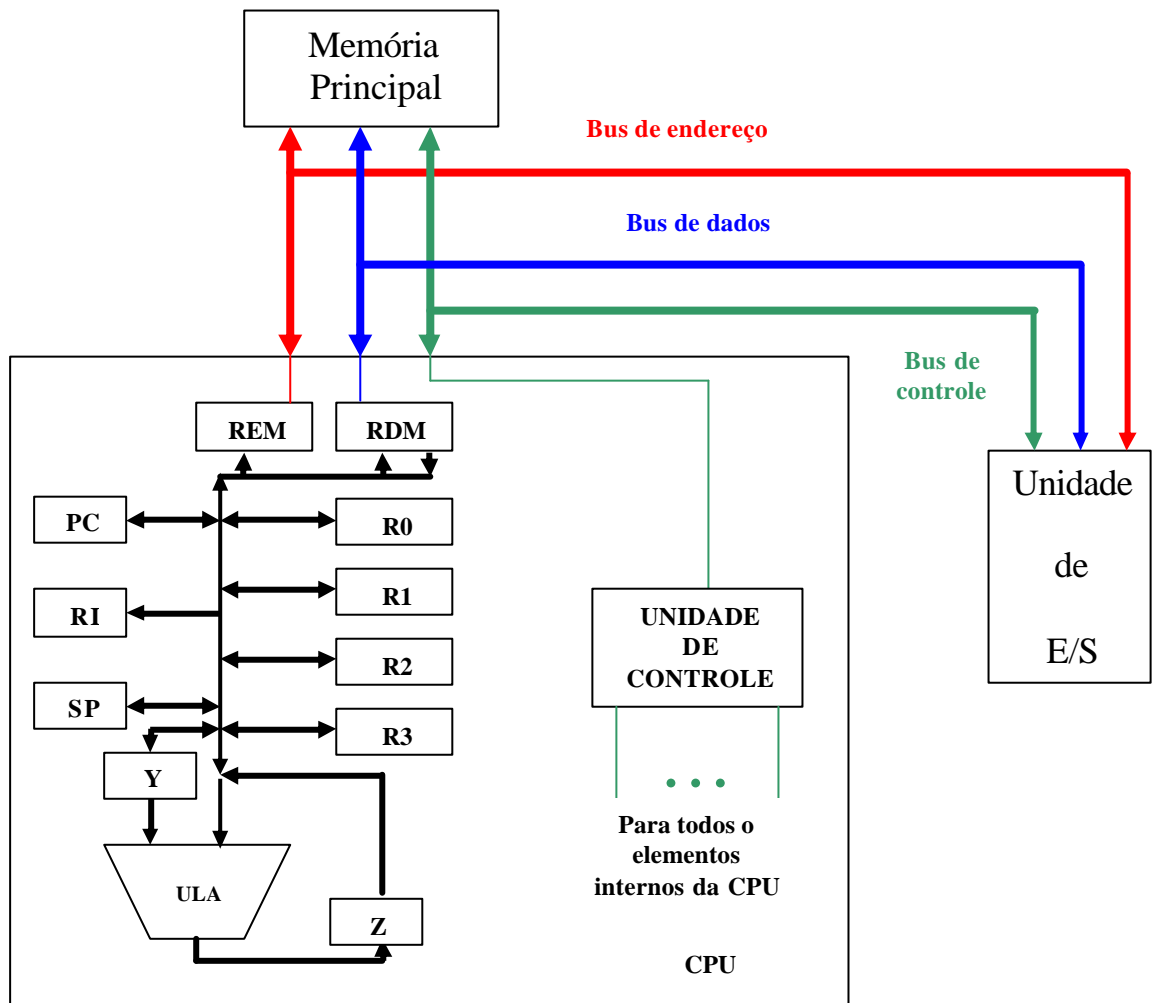 Memória
Principal
Bus de endereço
Bus de dados
Bus de
controle
REM
RDM
PC
R0
RI
R1
R2
SP
R3
Y
ULA
Z
UNIDADE
DE
CONTROLE
Para todos o
elementos
internos da CPU
CPU
Unidade
de
E/S